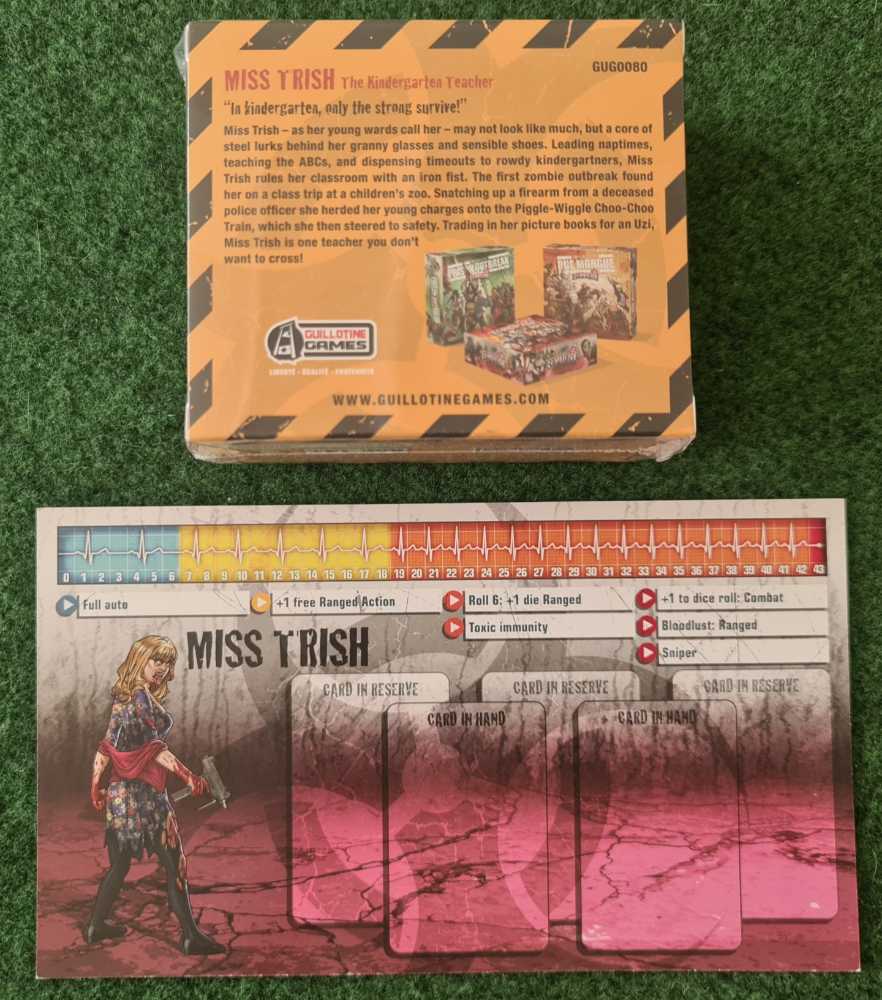 GUG0080
MISS TRISH The Kindergarten Teacher
“In kindergarten, only the strong survive!”
Miss Trish – as her young wards call her – may not look like much, but a core of
steel lurks behind her granny glasses and sensible shoes. Leading naptimes,
teaching the ABCs, and dispensing timeouts to rowdy kindergartners, Miss
Trish rules her classroom with an iron fist. The first zombie outbreak found
her on a class trip at a children’s zoo. Snatching up a firearm from a deceased
police officer she herded her young charges onto the Piggle-Wiggle Choo-Choo
Train, which she then steered to safety. Trading in her picture books for an Uzi,
Miss Trish is one teacher you don’t
want to cross!
RUE MORGUE
GUILLOTINE
GAMES
LIBERTÉ - ÉGALITÉ - FRATERNITÉ
WWW.GUILLOTINEGAMES.COM
0 1 2 3 4 5 6 7 8 9 10 11 12 13 14 15 16 17 18 19 20 21 22 23 24 25 26 27 28 29 30 31 32 33 34 35 36 37 38 39 40 41 42 43
Full auto
+1 free Ranged Action
Roll 6: +1 die Ranged
+1 to dice roll: Combat
Toxic immunity
Bloodlust: Ranged
Sniper
MISS TRISH
CARD IN RESERVE
CARD IN RESERVE
CARD IN RESERVE
CARD IN HAND
CARD IN HAND